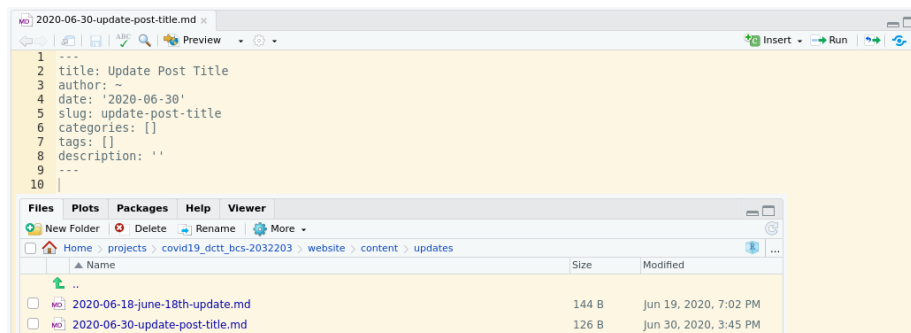 2020-06-30-update-post-title.md
ABC Preview Insert Run
1 ---
2 title: Update Post Title
3 author: ~
4 date: '2020-06-30'
5 slug: update-post-title
6 categories: []
7 tags: []
8 description: ''
9 ---
10
Files Plots Packages Help Viewer
New Folder Delete Rename More
Home > projects > covid19_dctt_bcs-2032203 > website > content > updates ...
Name Size Modified
..
MD 2020-06-18-june-18th-update.md 144 B Jun 19, 2020, 7:02 PM
MD 2020-06-30-update-post-title.md 126 B Jun 30, 2020, 3:45 PM